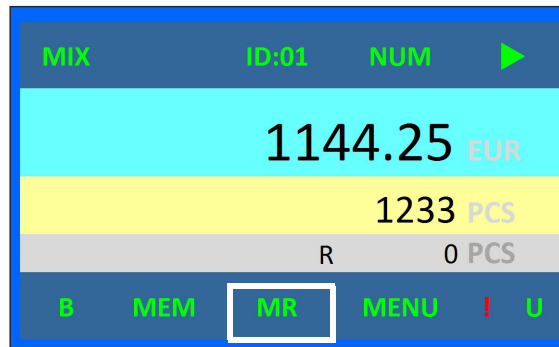 MIX ID:01 NUM
1144.25 EUR
1233 PCS
R 0 PCS
B MEM MR MENU ! U